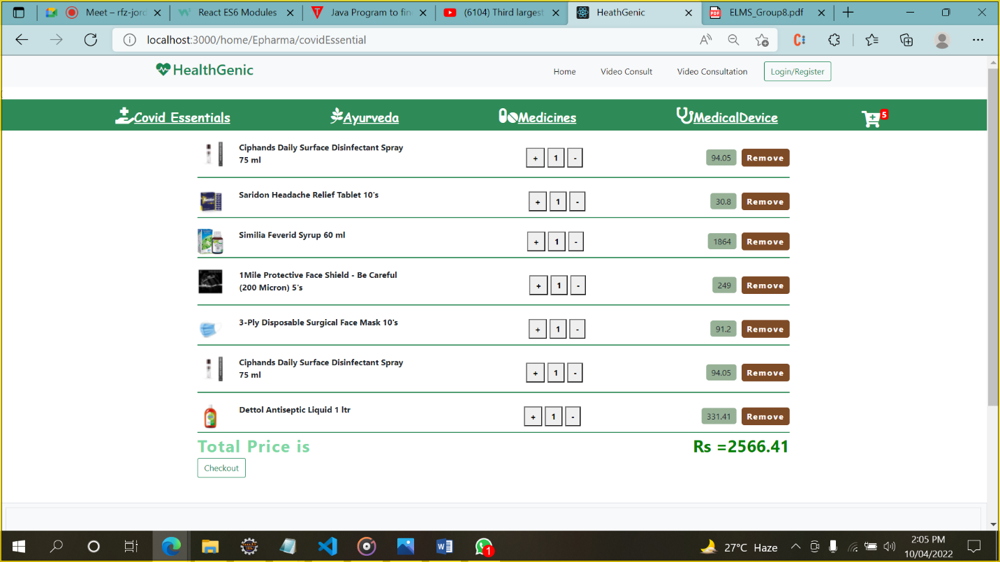 Meet – rfz-jord
React ES6 Modules
Java Program to fin
(6104) Third largest
HeathGenic
ELMS_Group8.pdf
localhost:3000/home/Epharma/covidEssential
HealthGenic
Home
Video Consult
Video Consultation
Login/Register
Covid Essentials
Ayurveda
Medicines
MedicalDevice
5
Ciphands Daily Surface Disinfectant Spray
75 ml
+ 1 -
94.05 Remove
Saridon Headache Relief Tablet 10's
+ 1 -
30.8 Remove
Similia Feverid Syrup 60 ml
+ 1 -
1864 Remove
1Mile Protective Face Shield - Be Careful
(200 Micron) 5's
+ 1 -
249 Remove
3-Ply Disposable Surgical Face Mask 10's
+ 1 -
91.2 Remove
Ciphands Daily Surface Disinfectant Spray
75 ml
+ 1 -
94.05 Remove
Dettol Antiseptic Liquid 1 ltr
+ 1 -
331.41 Remove
Total Price is
Rs =2566.41
Checkout
1
27°C Haze
2:05 PM
10/04/2022